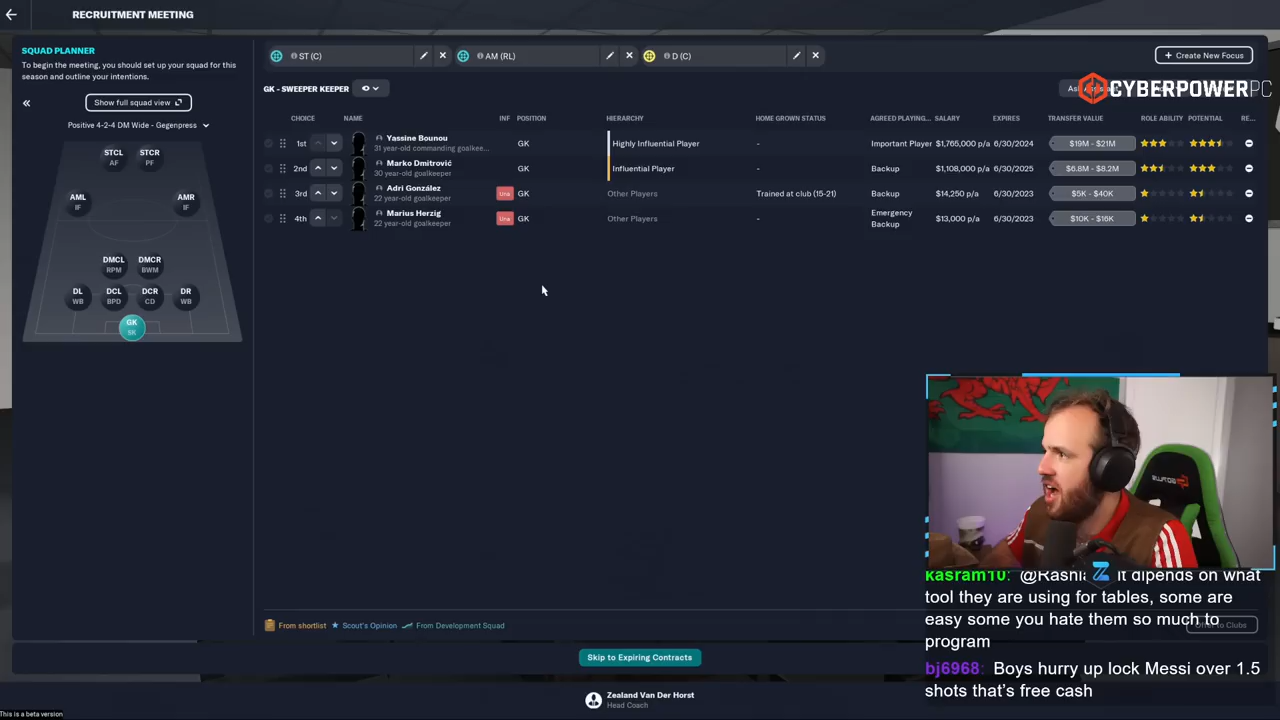 RECRUITMENT MEETING
SQUAD PLANNER
To begin the meeting, you should set up your squad for this season and outline your intentions.
Show full squad view
Positive 4-2-4 DM Wide - Gegenpress
STCL AF
STCR PF
AML IF
AMR IF
DMCL RPM
DMCR BWM
DL WB
DCL BPD
DCR CD
DR WB
GK SK
ST (C)
AM (RL)
D (C)
+ Create New Focus
GK - SWEEPER KEEPER
CYBERPOWERPC
CHOICE NAME INF POSITION HIERARCHY HOME GROWN STATUS AGREED PLAYING... SALARY EXPIRES TRANSFER VALUE ROLE ABILITY POTENTIAL RE...
1st Yassine Bounou GK Highly Influential Player - Important Player $1,765,000 p/a 6/30/2024 $19M - $21M
31 year-old commanding goalkee...
2nd Marko Dmitrović GK Influential Player - Backup $1,108,000 p/a 6/30/2025 $6.8M - $8.2M
30 year-old goalkeeper
3rd Adri González Una GK Other Players Trained at club (15-21) Backup $14,250 p/a 6/30/2023 $5K - $40K
22 year-old goalkeeper
4th Marius Herzig Una GK Other Players - Emergency Backup $13,000 p/a 6/30/2023 $10K - $16K
22 year-old goalkeeper
From shortlist Scout's Opinion From Development Squad
Skip to Expiring Contracts
Zealand Van Der Horst
Head Coach
This is a beta version
kasram10: It dipends on what
tool they are using for tables, some are
easy some you hate them so much to
program
bj6968: Boys hurry up lock Messi over 1.5
shots that's free cash